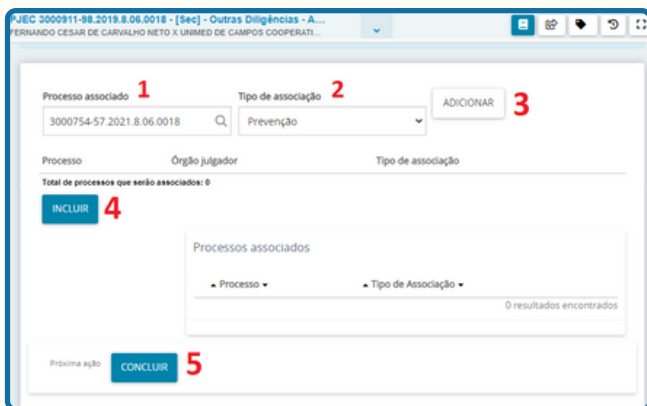 PJEC 3000911-98.2019.8.06.0018 - [Sec] - Outras Diligências - A...
FERNANDO CESAR DE CARVALHO NETO X UNIMED DE CAMPOS COOPERATI...
Processo associado 1 Tipo de associação 2
3000754-57.2021.8.06.0018 Prevenção ADICIONAR 3
Processo Órgão julgador Tipo de associação
Total de processos que serão associados: 0
INCLUIR 4
Processos associados
Processo Tipo de Associação
0 resultados encontrados
Próxima ação CONCLUIR 5